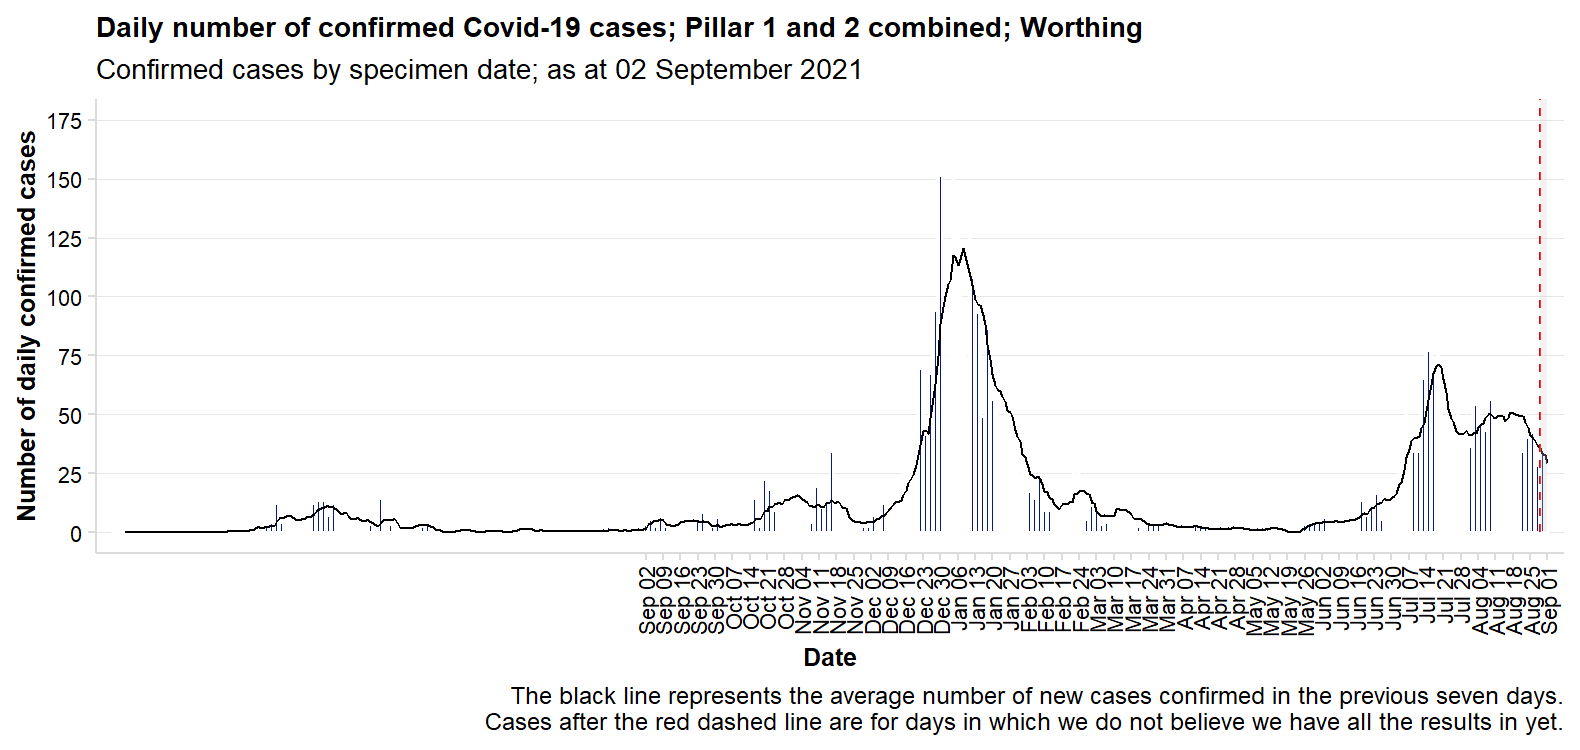 Daily number of confirmed Covid-19 cases; Pillar 1 and 2 combined; Worthing
Confirmed cases by specimen date; as at 02 September 2021
Number of daily confirmed cases
175
150
125
100
75
50
25
0
Sep 02
Sep 09
Sep 16
Sep 23
Sep 30
Oct 07
Oct 14
Oct 21
Oct 28
Nov 04
Nov 11
Nov 18
Nov 25
Dec 02
Dec 09
Dec 16
Dec 23
Dec 30
Jan 06
Jan 13
Jan 20
Jan 27
Feb 03
Feb 10
Feb 17
Feb 24
Mar 03
Mar 10
Mar 17
Mar 24
Mar 31
Apr 07
Apr 14
Apr 21
Apr 28
May 05
May 12
May 19
May 26
Jun 02
Jun 09
Jun 16
Jun 23
Jun 30
Jul 07
Jul 14
Jul 21
Jul 28
Aug 04
Aug 11
Aug 18
Aug 25
Sep 01
Date
The black line represents the average number of new cases confirmed in the previous seven days.
Cases after the red dashed line are for days in which we do not believe we have all the results in yet.